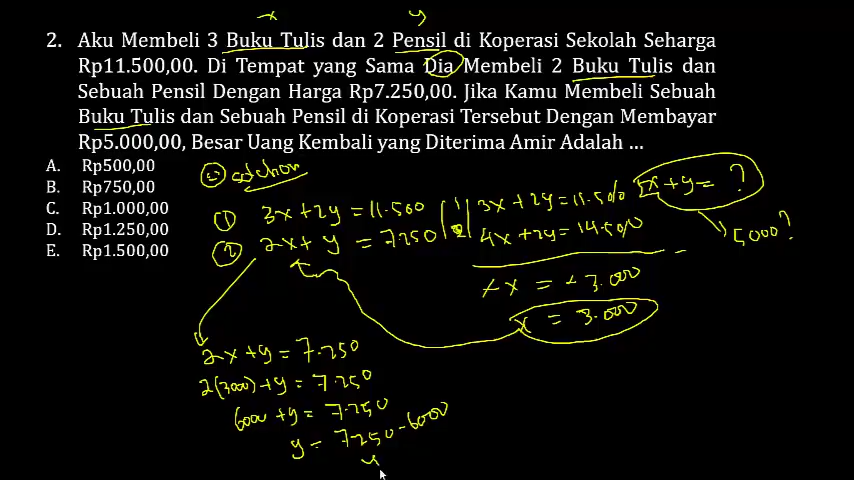 x y
2. Aku Membeli 3 Buku Tulis dan 2 Pensil di Koperasi Sekolah Seharga
Rp11.500,00. Di Tempat yang Sama Dia Membeli 2 Buku Tulis dan
Sebuah Pensil Dengan Harga Rp7.250,00. Jika Kamu Membeli Sebuah
Buku Tulis dan Sebuah Pensil di Koperasi Tersebut Dengan Membayar
Rp5.000,00, Besar Uang Kembali yang Diterima Amir Adalah ...
A. Rp500,00
B. Rp750,00
C. Rp1.000,00
D. Rp1.250,00
E. Rp1.500,00
x+y= ?
5000?
① 3x+2y=11.500 |1| 3x+2y=11.500
② 2x+y=7250 |2| 4x+2y=14.500
-x = -3.000
x = 3.000
2x+y=7.250
2(3000)+y=7.250
6000+y=7.250
y=7250-6000
y